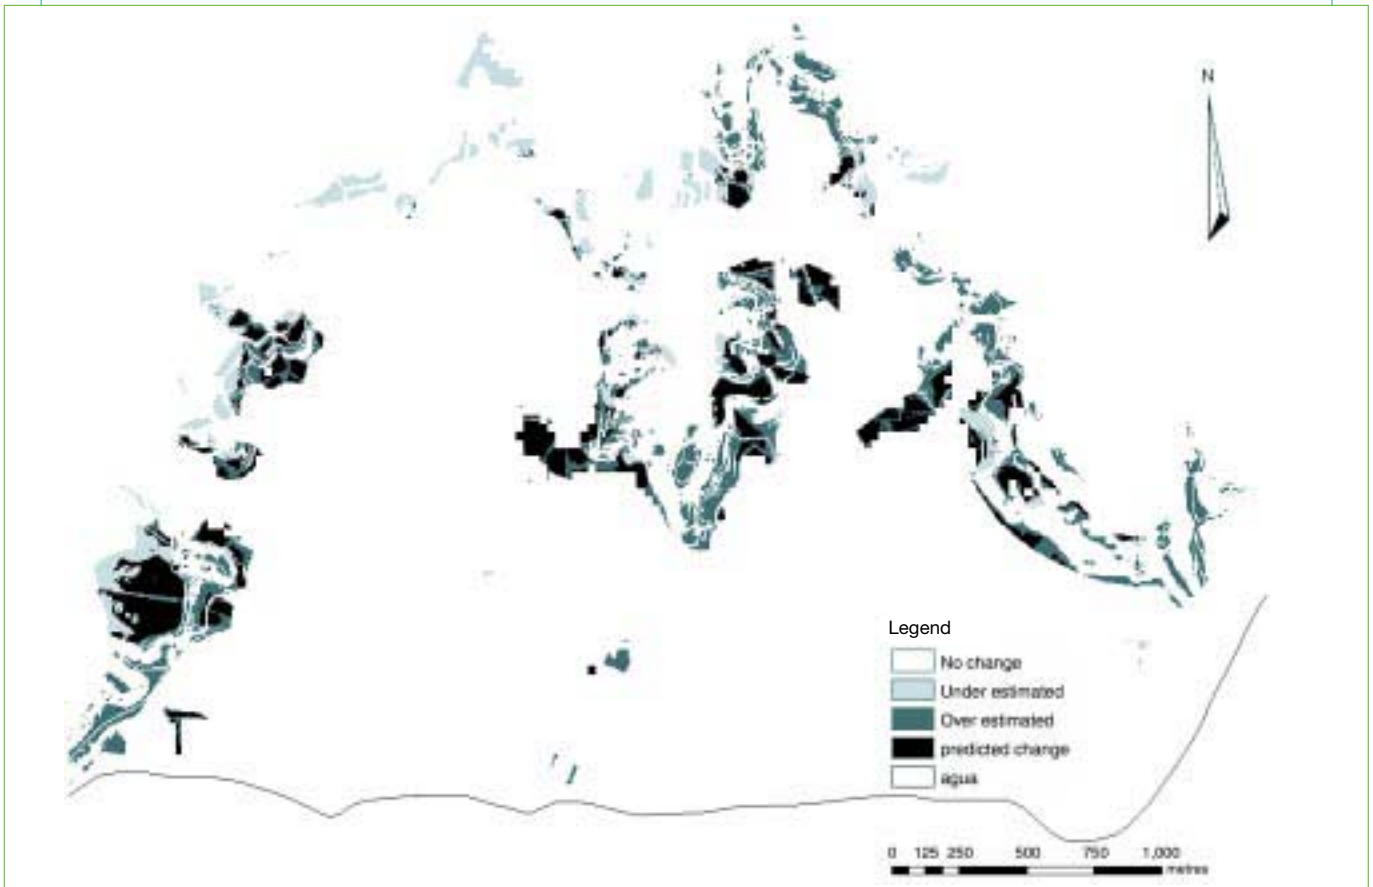 N
Legend
No change
Under estimated
Over estimated
predicted change
agua
0 125 250 500 750 1,000
metres